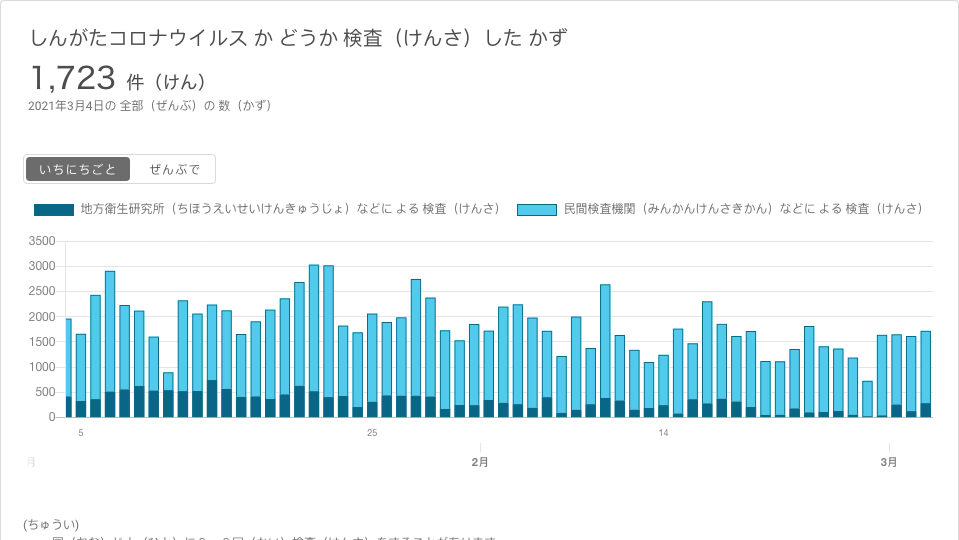 しんがたコロナウイルス か どうか 検査（けんさ）した かず
1,723 件（けん）
2021年3月4日の 全部（ぜんぶ）の 数（かず）
いちにちごと ぜんぶで
地方衛生研究所（ちほうえいせいけんきゅうじょ）などに よる 検査（けんさ） 民間検査機関（みんかんけんさきかん）などに よる 検査（けんさ）
3500
3000
2500
2000
1500
1000
500
0
5 25 14
月 2月 3月
(ちゅうい)